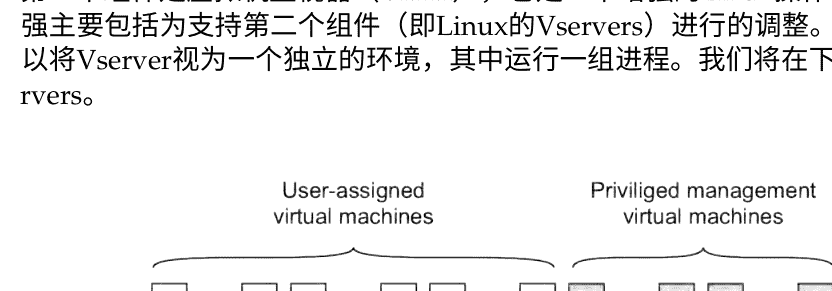 强主要包括为支持第二个组件（即Linux的Vservers）进行的调整。
以将Vserver视为一个独立的环境，其中运行一组进程。我们将在下
rvers。
User-assigned
virtual machines
Priviliged management
virtual machines